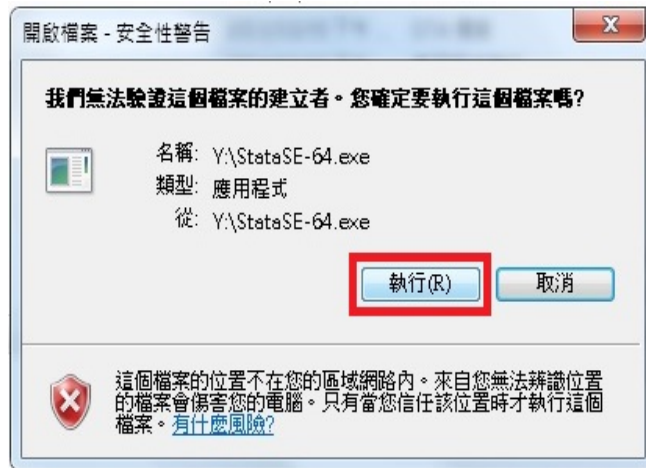 開啟檔案 - 安全性警告
我們無法驗證這個檔案的建立者。您確定要執行這個檔案嗎?
名稱: Y:\StataSE-64.exe
類型: 應用程式
從: Y:\StataSE-64.exe
執行(R) 取消
這個檔案的位置不在您的區域網路內。來自您無法辨識位置
的檔案會傷害您的電腦。只有當您信任該位置時才執行這個
檔案。有什麼風險?